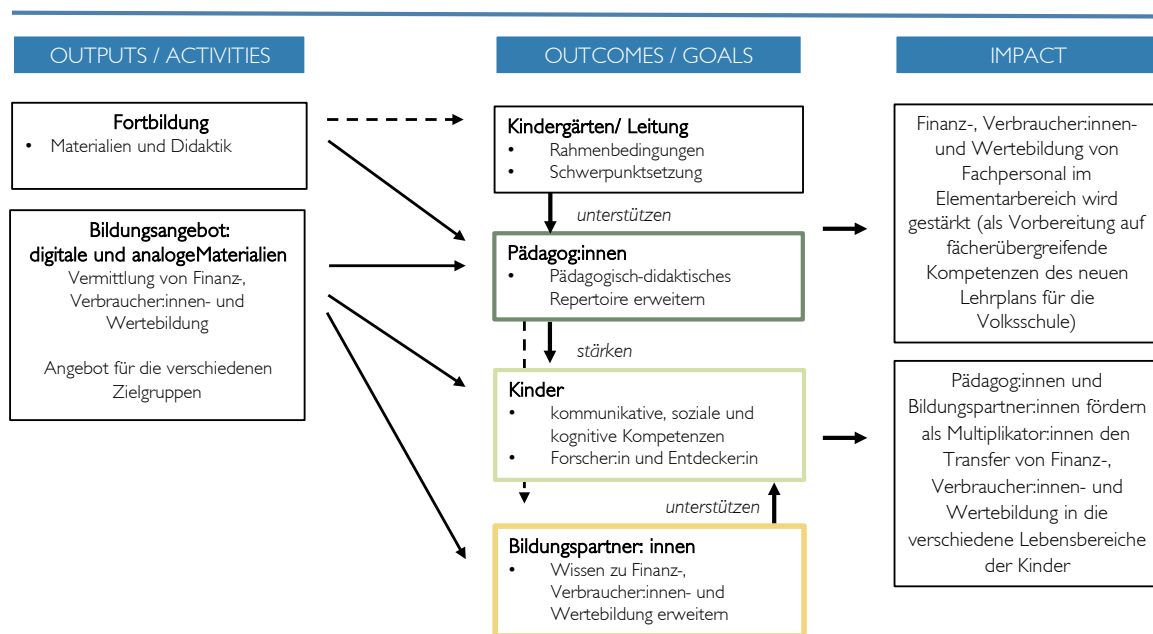 OUTPUTS / ACTIVITIES
Fortbildung
• Materialien und Didaktik
Bildungsangebot:
digitale und analogeMaterialien
Vermittlung von Finanz-,
Verbraucher:innen- und
Wertebildung
Angebot für die verschiedenen
Zielgruppen
OUTCOMES / GOALS
Kindergärten/ Leitung
• Rahmenbedingungen
• Schwerpunktsetzung
unterstützen
Pädagog:innen
• Pädagogisch-didaktisches
Repertoire erweitern
stärken
Kinder
• kommunikative, soziale und
kognitive Kompetenzen
• Forscher:in und Entdecker:in
unterstützen
Bildungspartner: innen
• Wissen zu Finanz-,
Verbraucher:innen- und
Wertebildung erweitern
IMPACT
Finanz-, Verbraucher:innen-
und Wertebildung von
Fachpersonal im
Elementarbereich wird
gestärkt (als Vorbereitung auf
fächerübergreifende
Kompetenzen des neuen
Lehrplans für die
Volksschule)
Pädagog:innen und
Bildungspartner:innen fördern
als Multiplikator:innen den
Transfer von Finanz-,
Verbraucher:innen- und
Wertebildung in die
verschiedene Lebensbereiche
der Kinder